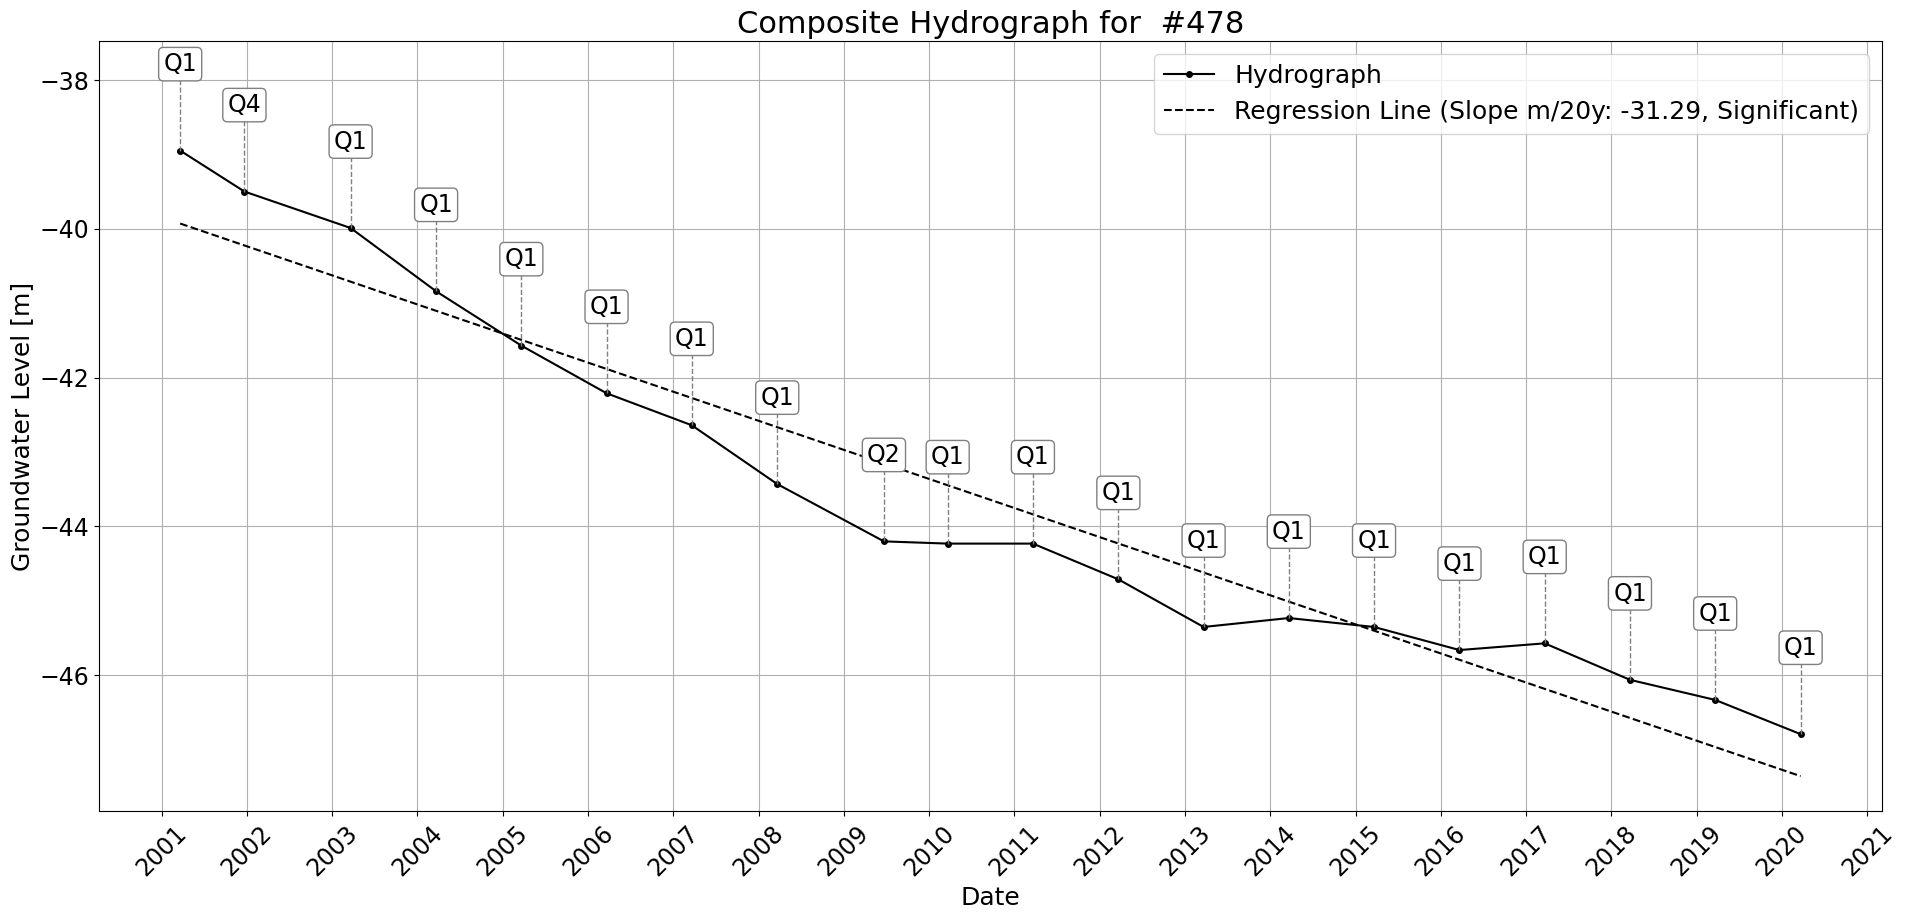 Composite Hydrograph for  #478
Hydrograph
Regression Line (Slope m/20y: -31.29, Significant)
Groundwater Level [m]
−38
−40
−42
−44
−46
Q1
Q4
Q1
Q1
Q1
Q1
Q1
Q1
Q2
Q1
Q1
Q1
Q1
Q1
Q1
Q1
Q1
Q1
Q1
Q1
2001
2002
2003
2004
2005
2006
2007
2008
2009
2010
2011
2012
2013
2014
2015
2016
2017
2018
2019
2020
2021
Date